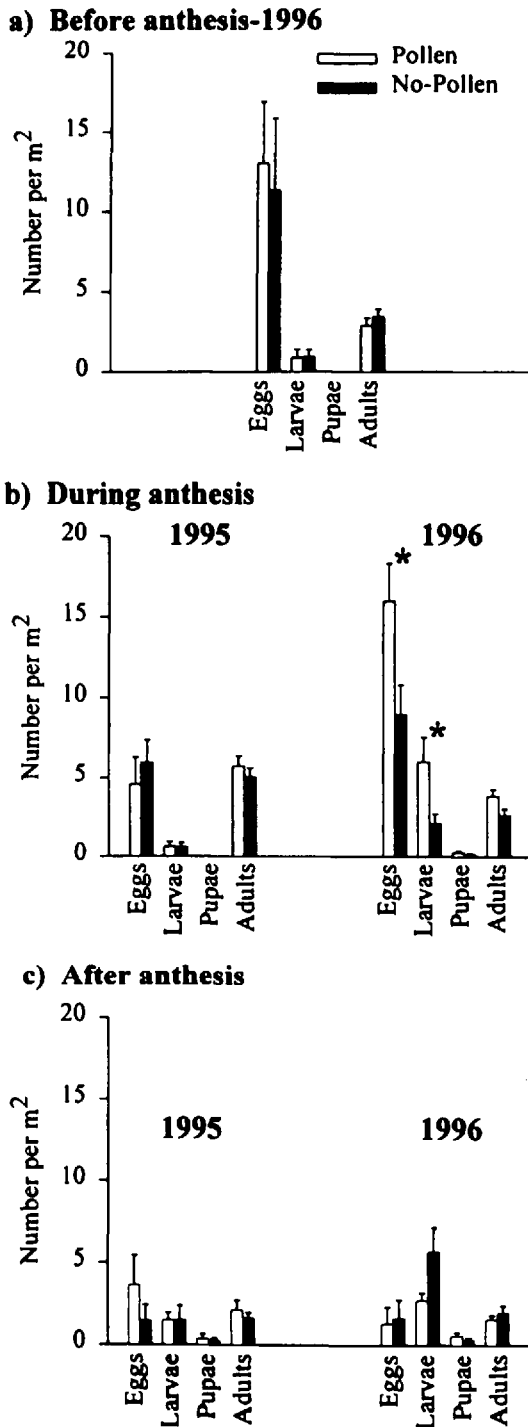 a) Before anthesis-1996
Pollen
No-Pollen
20
15
10
5
0
Number per m²
Eggs
Larvae
Pupae
Adults
b) During anthesis
1995
1996
20
15
10
5
0
Number per m²
*
*
Eggs
Larvae
Pupae
Adults
Eggs
Larvae
Pupae
Adults
c) After anthesis
20
15
10
5
0
Number per m²
1995
1996
Eggs
Larvae
Pupae
Adults
Eggs
Larvae
Pupae
Adults